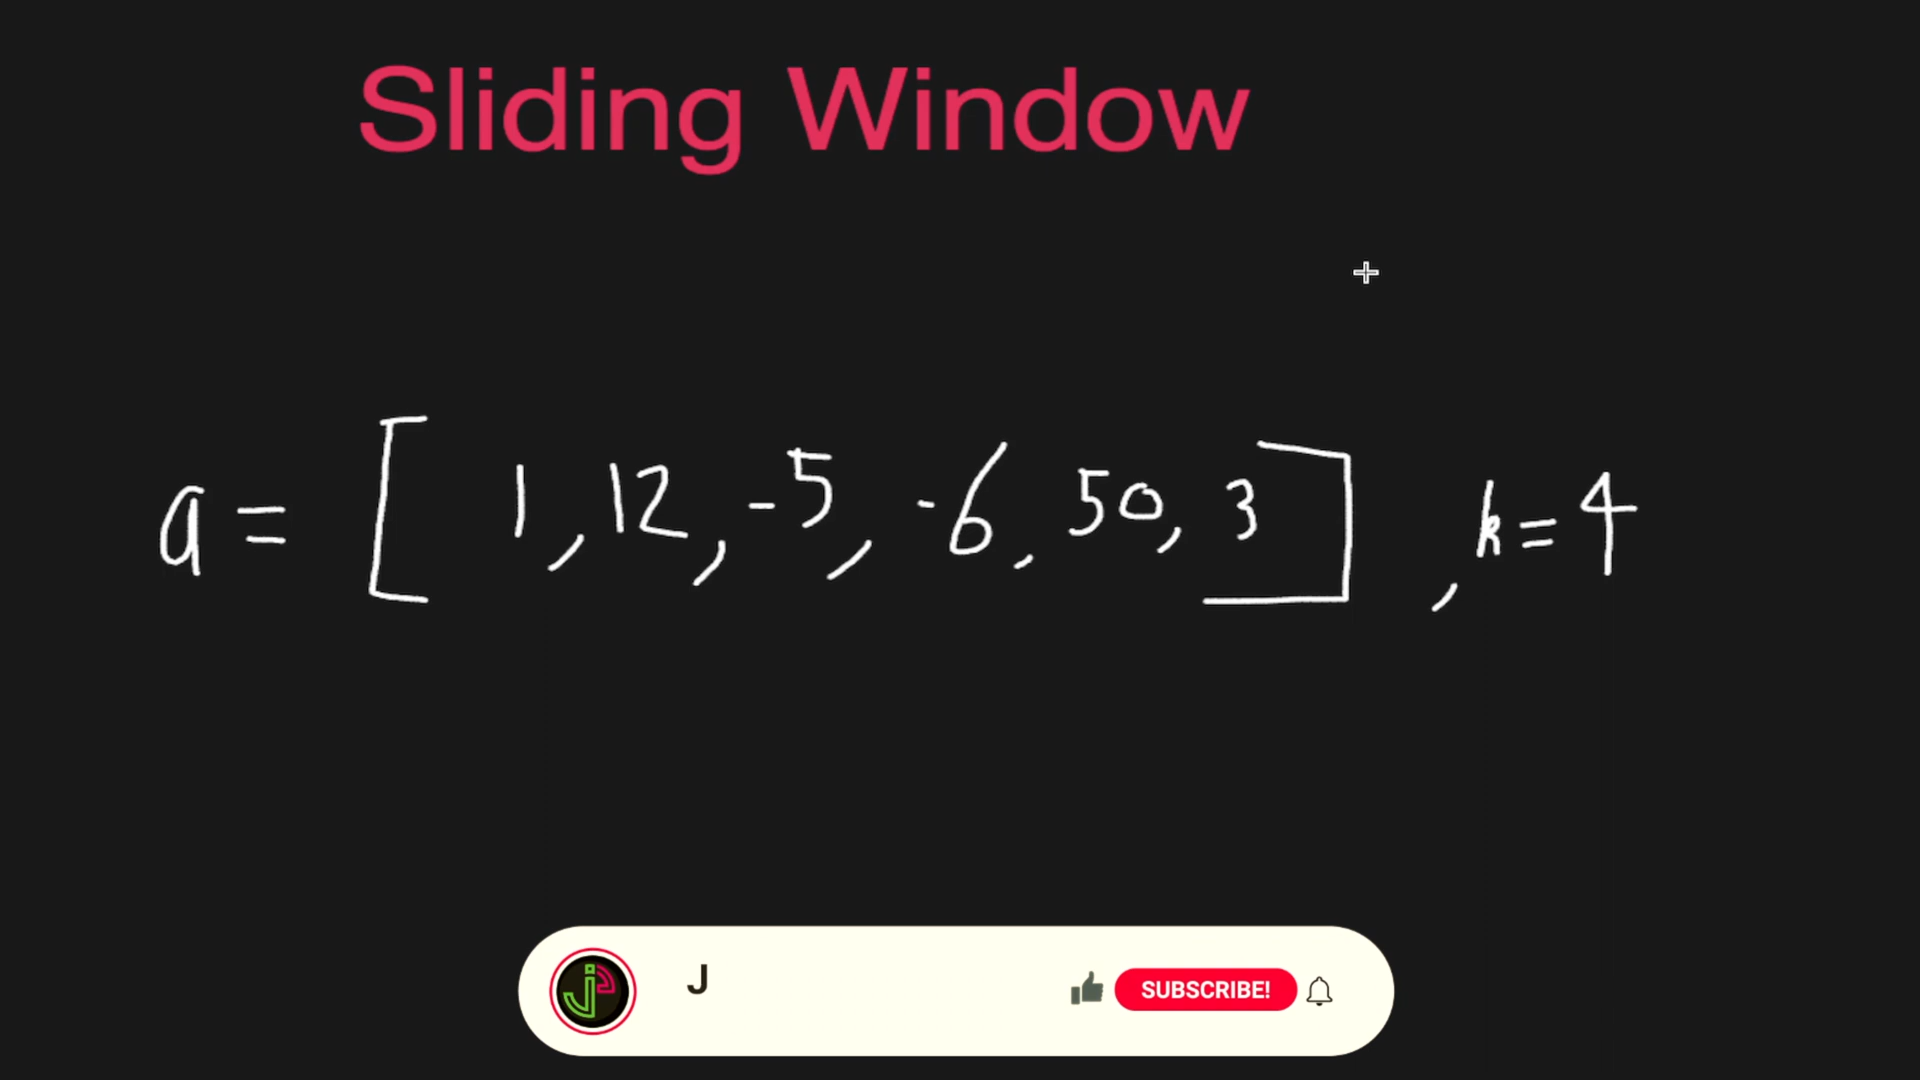 Sliding Window
a = [ 1, 12, -5, -6, 50, 3 ] , k = 4
J
SUBSCRIBE!